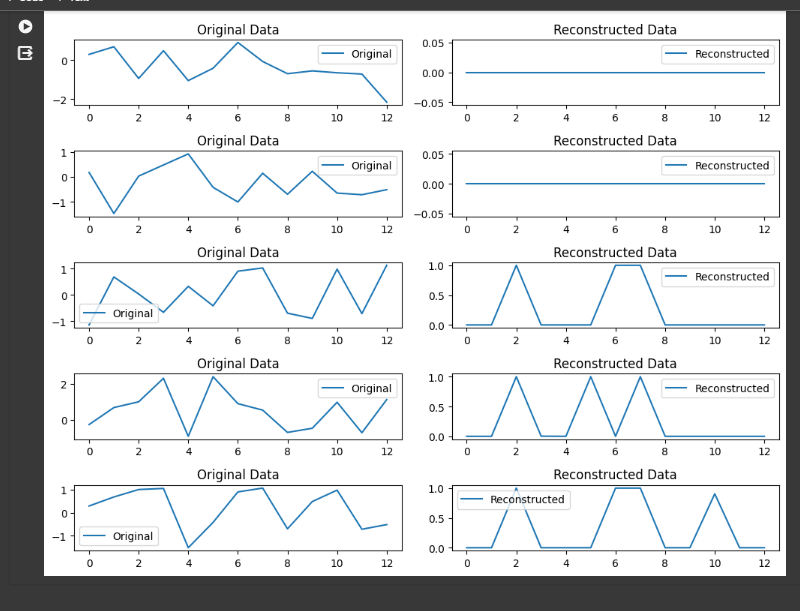 Original Data Reconstructed Data
0 Original 0.05 Reconstructed
0.00
−2 −0.05
0 2 4 6 8 10 12 0 2 4 6 8 10 12
Original Data Reconstructed Data
1 Original 0.05 Reconstructed
0 0.00
−1 −0.05
0 2 4 6 8 10 12 0 2 4 6 8 10 12
Original Data Reconstructed Data
1 1.0 Reconstructed
0 0.5
Original
−1 0.0
0 2 4 6 8 10 12 0 2 4 6 8 10 12
Original Data Reconstructed Data
2 Original 1.0 Reconstructed
0.5
0 0.0
0 2 4 6 8 10 12 0 2 4 6 8 10 12
Original Data Reconstructed Data
1 1.0 Reconstructed
0 0.5
−1 Original 0.0
0 2 4 6 8 10 12 0 2 4 6 8 10 12